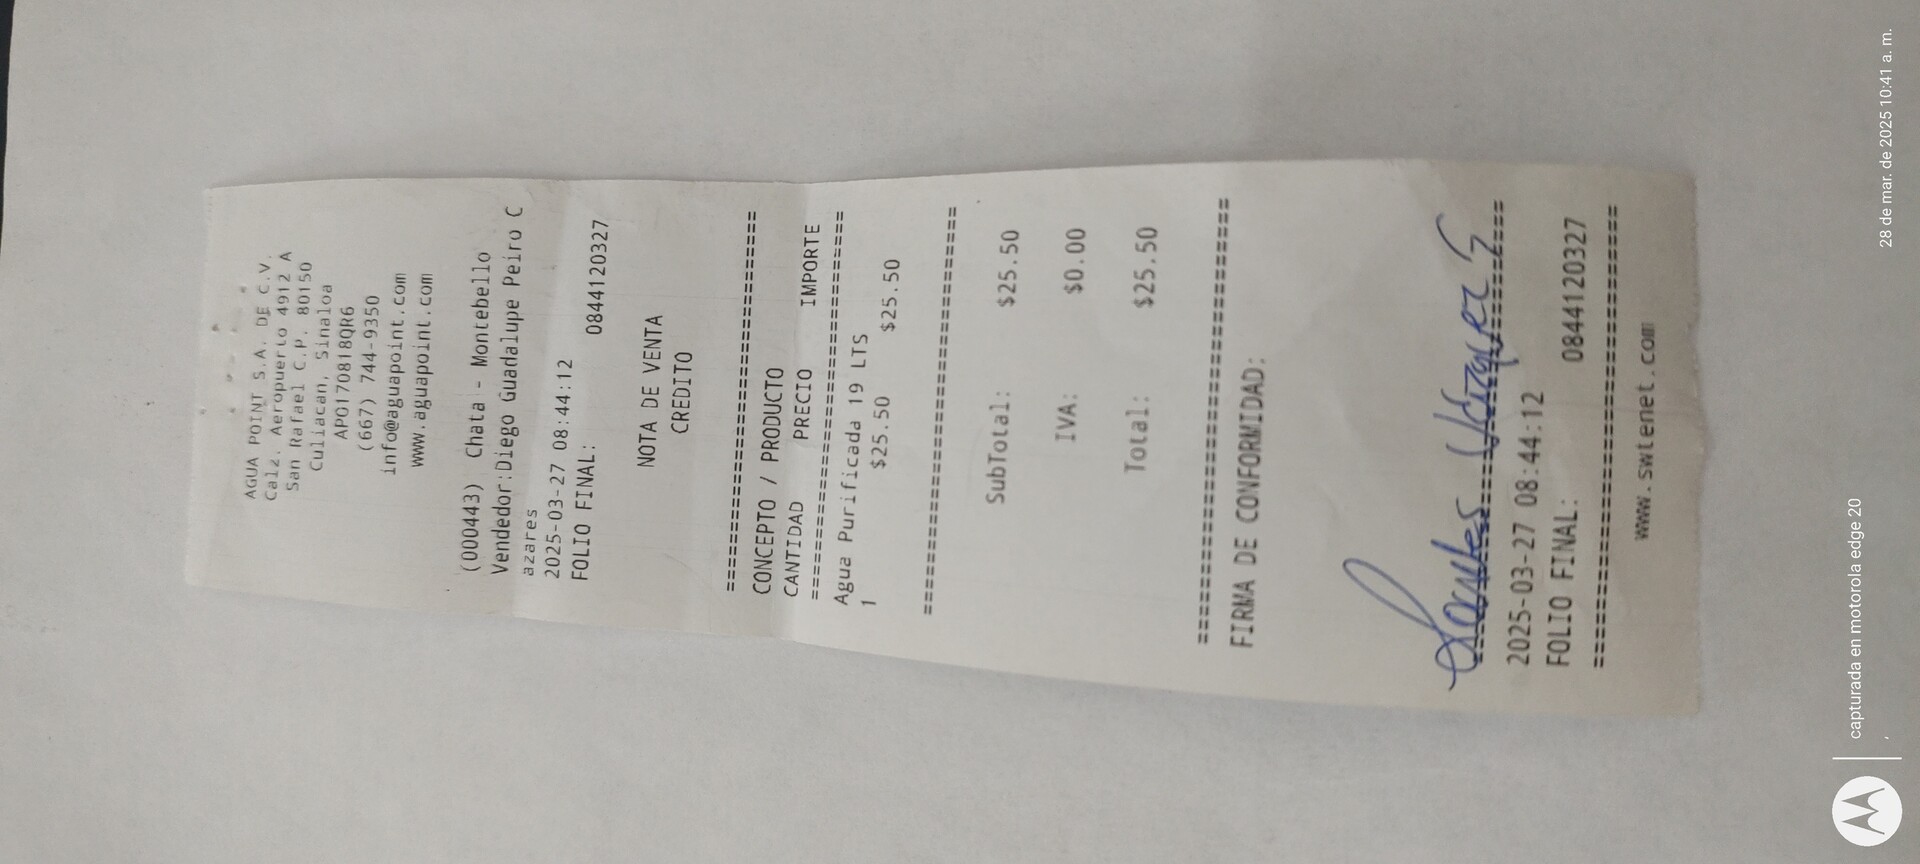 AGUA POINT S.A. DE C.V.
Calz. Aeropuerto 4912 A
San Rafael C.P. 80150
Culiacan, Sinaloa
APO170818QR6
(667) 744-9350
info@aguapoint.com
www.aguapoint.com
(000443) Chata - Montebello
Vendedor:Diego Guadalupe Peiro C
azares
2025-03-27 08:44:12
FOLIO FINAL: 0844120327
NOTA DE VENTA
CREDITO
================================
CONCEPTO / PRODUCTO
CANTIDAD PRECIO IMPORTE
================================
Agua Purificada 19 LTS
1 $25.50 $25.50
================================
SubTotal: $25.50
IVA: $0.00
Total: $25.50
================================
FIRMA DE CONFORMIDAD:
================================
2025-03-27 08:44:12
FOLIO FINAL: 0844120327
================================
www.swtenet.com
capturada en motorola edge 20
28 de mar. de 2025 10:41 a. m.